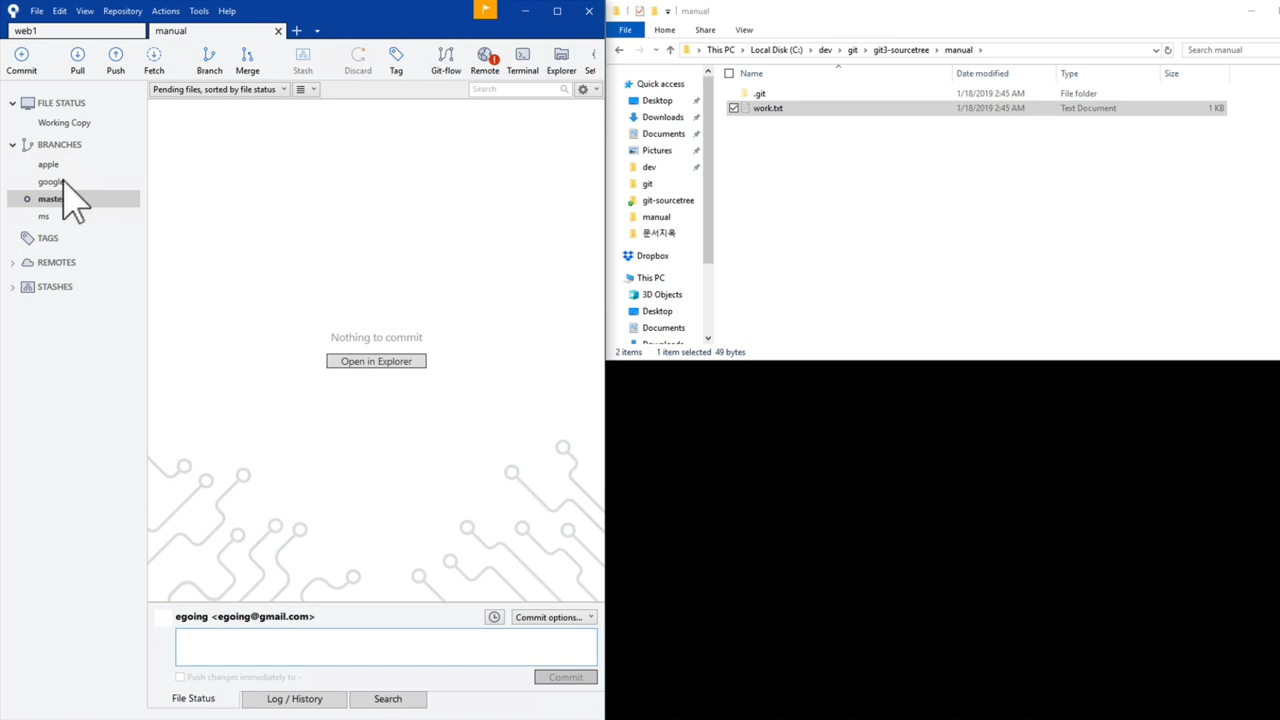 File Edit View Repository Actions Tools Help
web1
manual
Commit Pull Push Fetch Branch Merge Stash Discard Tag Git-flow Remote Terminal Explorer
Pending files, sorted by file status
Search
FILE STATUS
Working Copy
BRANCHES
apple
google
ms
TAGS
REMOTES
STASHES
Nothing to commit
Open in Explorer
egoing <egoing@gmail.com>
Commit options...
Push changes immediately to -
Commit
File Status
Log / History
Search
manual
File Home Share View
This PC Local Disk (C:) dev git git3-sourcetree manual
Search manual
Name Date modified Type Size
.git 1/18/2019 2:45 AM File folder
work.txt 1/18/2019 2:45 AM Text Document 1 KB
Quick access
Desktop
Downloads
Documents
Pictures
dev
git
git-sourcetree
manual
문서지옥
Dropbox
This PC
3D Objects
Desktop
Documents
2 items 1 item selected 49 bytes